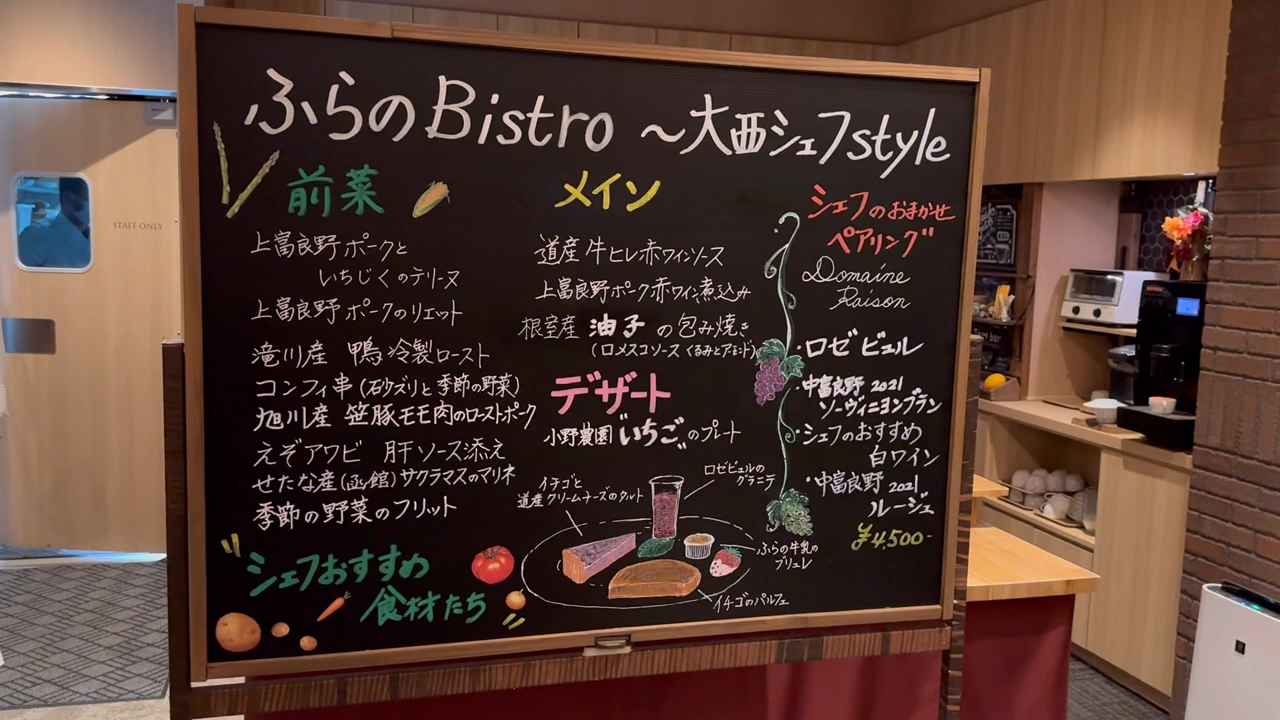 ふらのBistro ～大西シェフstyle
前菜
上富良野ポークと
いちじくのテリーヌ
上富良野ポークのリエット
滝川産 鴨冷製ロースト
コンフィ串(砂ズリと季節の野菜)
旭川産 笹豚モモ肉のローストポーク
えぞアワビ 肝ソース添え
せたな産(函館)サクラマスのマリネ
季節の野菜のフリット
シェフおすすめ
食材たち
メイン
道産牛ヒレ赤ワインソース
上富良野ポーク赤ワイン煮込み
根室産 油子の包み焼き
(ロメスコソースくるみとアーモンド)
デザート
小野農園"いちご"のプレート
イチゴと
道産クリームチーズのタルト
ロゼビュルの
グラニテ
ふらの牛乳の
ブリュレ
イチゴのパルフェ
シェフのおまかせ
ペアリング
Domaine
Raison
・ロゼビュル
・中富良野2021
ソーヴィニヨンブラン
・シェフのおすすめ
白ワイン
・中富良野2021
ルージュ
¥4,500-
STAFF ONLY